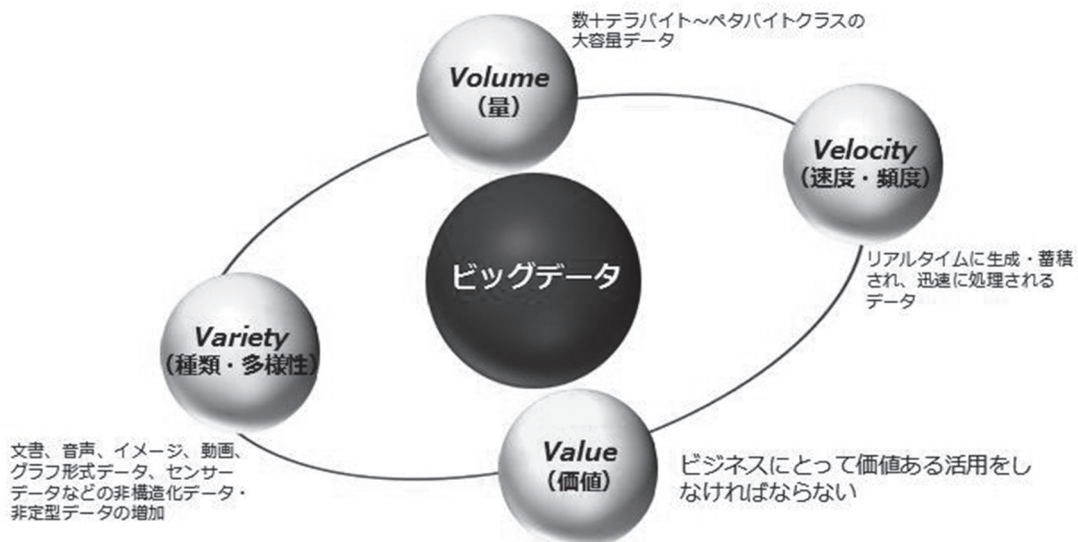 数十テラバイト～ペタバイトクラスの
大容量データ
Volume
（量）
Velocity
（速度・頻度）
リアルタイムに生成・蓄積
され、迅速に処理される
データ
ビッグデータ
Variety
（種類・多様性）
文書、音声、イメージ、動画、
グラフ形式データ、センサー
データなどの非構造化データ・
非定型データの増加
Value
（価値）
ビジネスにとって価値ある活用をし
なければならない